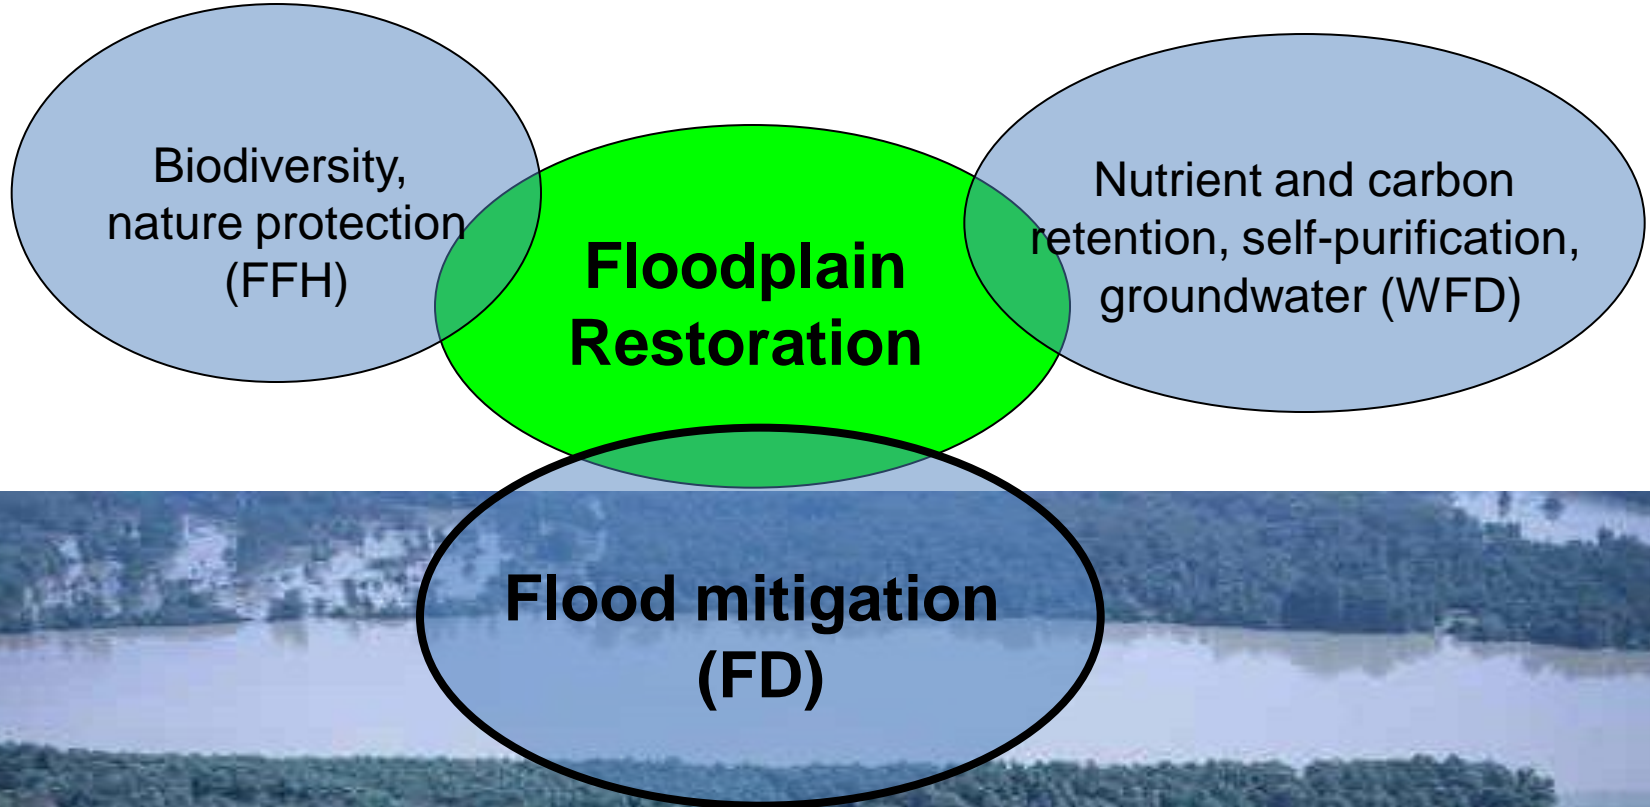 Biodiversity,
nature protection
(FFH)
Floodplain
Restoration
Nutrient and carbon
retention, self-purification,
groundwater (WFD)
Flood mitigation
(FD)